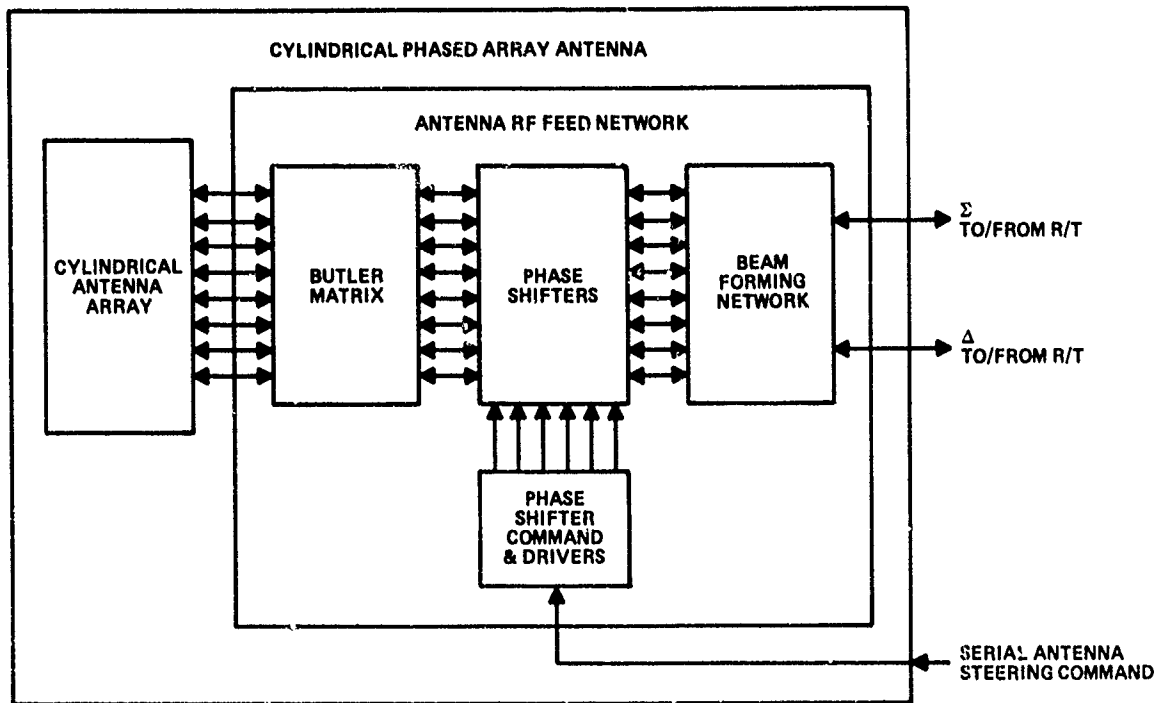 CYLINDRICAL PHASED ARRAY ANTENNA
ANTENNA RF FEED NETWORK
CYLINDRICAL
ANTENNA
ARRAY
BUTLER
MATRIX
PHASE
SHIFTERS
BEAM
FORMING
NETWORK
Σ
TO/FROM R/T
Δ
TO/FROM R/T
PHASE
SHIFTER
COMMAND
& DRIVERS
SERIAL ANTENNA
STEERING COMMAND